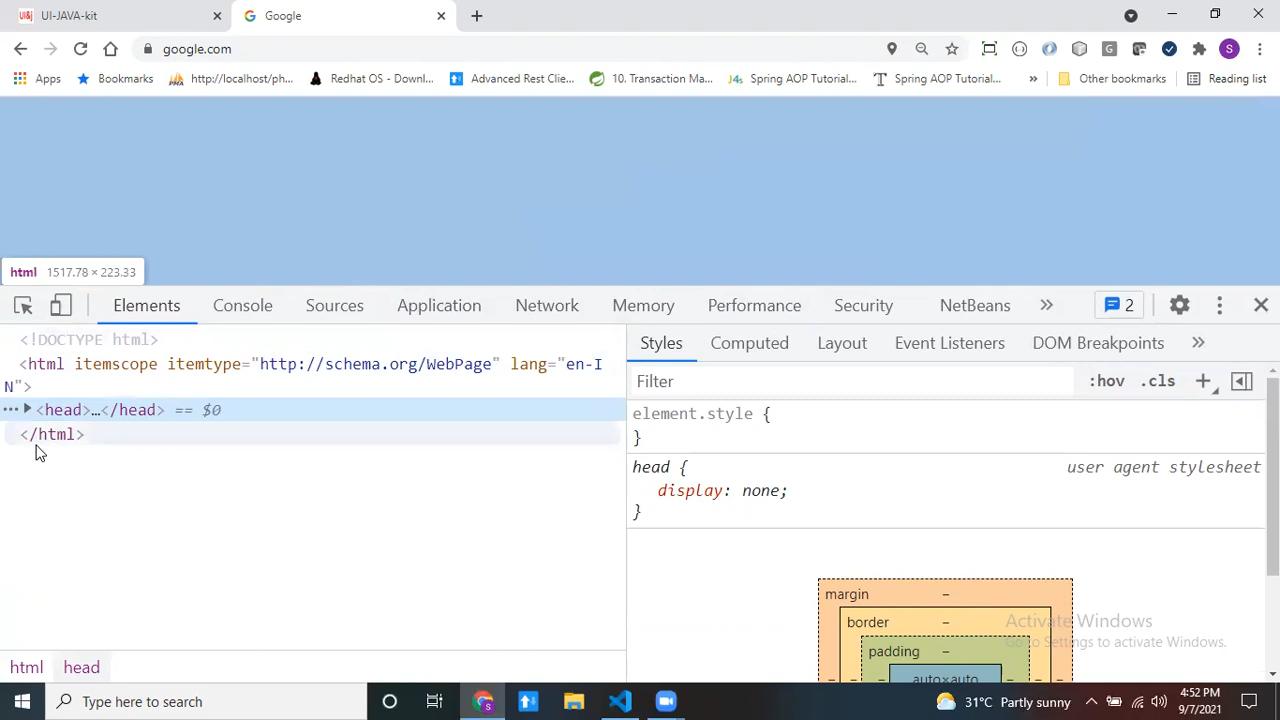 UI-JAVA-kit
Google
google.com
Apps
Bookmarks
http://localhost/ph...
Redhat OS - Downl...
Advanced Rest Clie...
10. Transaction Ma...
Spring AOP Tutorial...
Spring AOP Tutorial...
»
Other bookmarks
Reading list
html 1517.78 × 223.33
Elements
Console
Sources
Application
Network
Memory
Performance
Security
NetBeans
»
2
<!DOCTYPE html>
<html itemscope itemtype="http://schema.org/WebPage" lang="en-I
N">
<head>…</head> == $0
</html>
Styles
Computed
Layout
Event Listeners
DOM Breakpoints
»
Filter
:hov
.cls
element.style {
}
head {
user agent stylesheet
display: none;
}
margin –
border –
padding –
auto×auto
Activate Windows
Go to Settings to activate Windows.
html
head
Type here to search
31°C Partly sunny
4:52 PM
9/7/2021